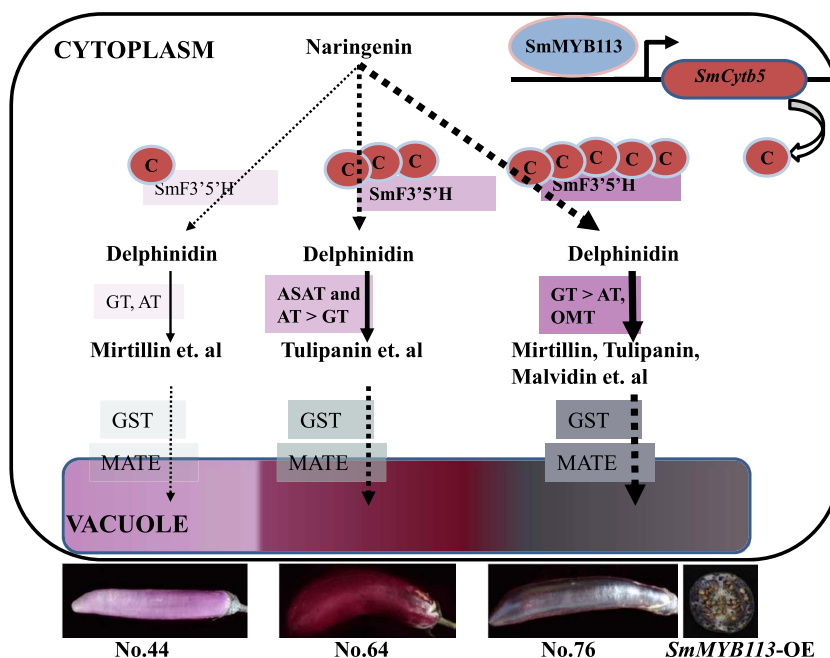 CYTOPLASM
Naringenin
SmMYB113
SmCytb5
C
C C C
C C C C C
C
SmF3'5'H
SmF3'5'H
SmF3'5'H
Delphinidin
Delphinidin
Delphinidin
GT, AT
ASAT and
AT > GT
GT > AT,
OMT
Mirtillin et. al
Tulipanin et. al
Mirtillin, Tulipanin,
Malvidin et. al
GST
GST
GST
MATE
MATE
MATE
VACUOLE
No.44
No.64
No.76
SmMYB113-OE